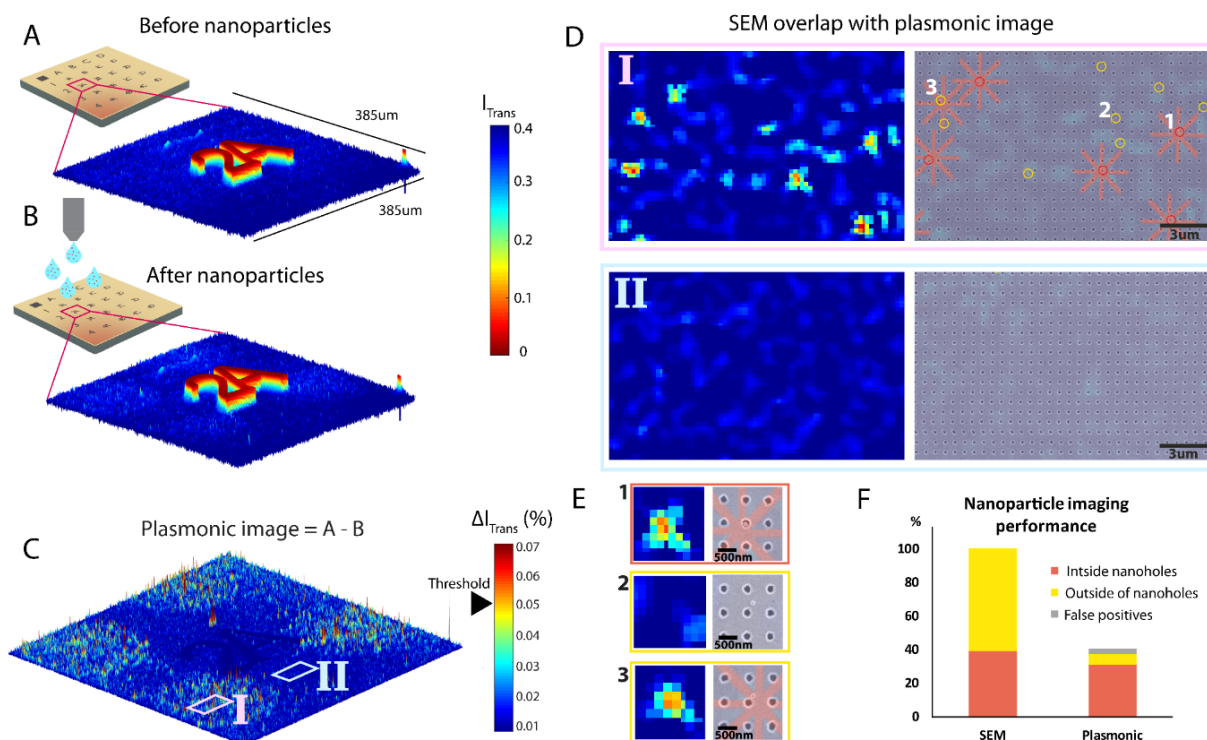 A
Before nanoparticles
385um
385um
24
I Trans
0.4
0.3
0.2
0.1
0
B
After nanoparticles
24
C
Plasmonic image = A - B
ΔI Trans (%)
Threshold
0.07
0.06
0.05
0.04
0.03
0.02
0.01
I
II
D
SEM overlap with plasmonic image
I
3
2
1
3um
II
3um
E
1
500nm
2
500nm
3
500nm
F
Nanoparticle imaging
performance
%
100
80
60
40
20
0
Intside nanoholes
Outside of nanoholes
False positives
SEM
Plasmonic